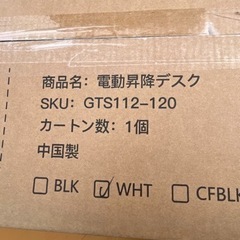 商品名: 電動昇降デスク
SKU: GTS112-120
カートン数: 1個
中国製
□ BLK ☑ WHT □ CFBLK